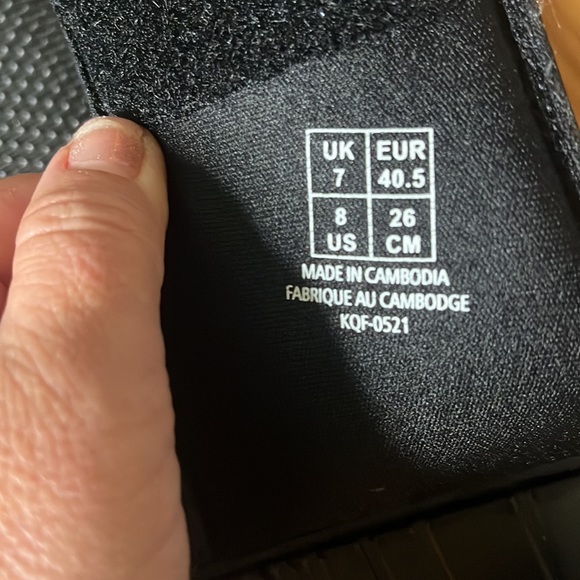 UK EUR
7 40.5
8 26
US CM
MADE IN CAMBODIA
FABRIQUE AU CAMBODGE
KQF-0521